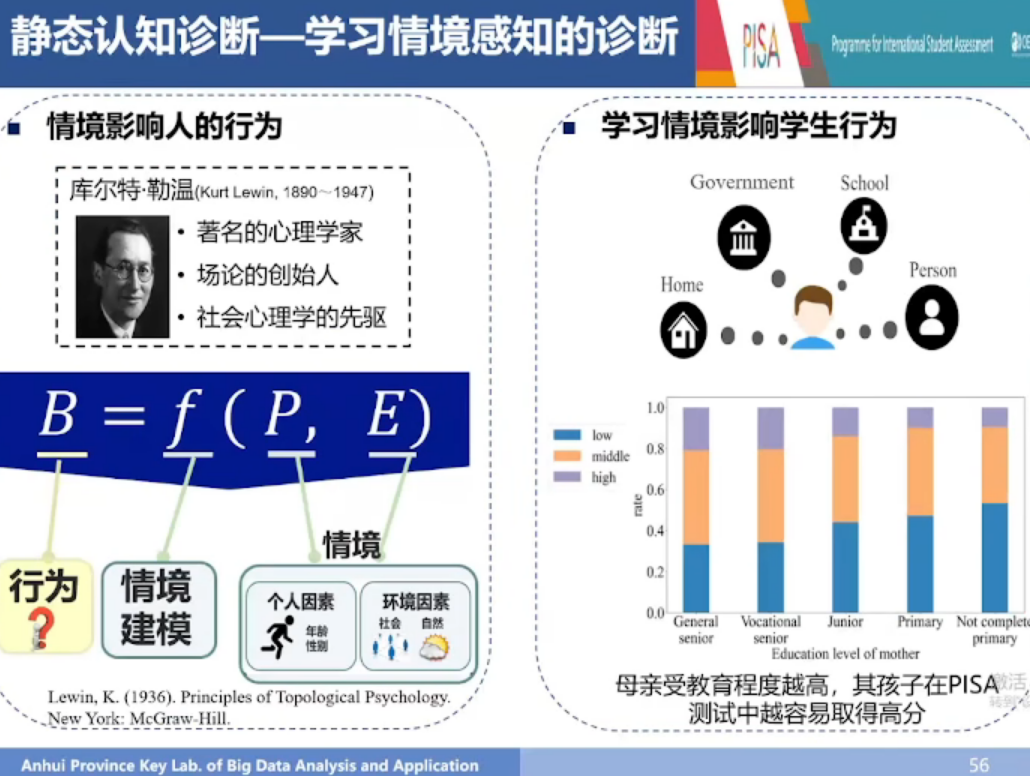 静态认知诊断—学习情境感知的诊断
PISA
Programme for International Student Assessment
情境影响人的行为
库尔特·勒温(Kurt Lewin, 1890～1947)
• 著名的心理学家
• 场论的创始人
• 社会心理学的先驱
B = f ( P, E)
情境
行为
?
情境
建模
个人因素
年龄
性别
环境因素
社会 自然
Lewin, K. (1936). Principles of Topological Psychology.
New York: McGraw-Hill.
学习情境影响学生行为
Government
School
Home
Person
low
middle
high
rate
1.0
0.8
0.6
0.4
0.2
0.0
General
senior
Vocational
senior
Junior
Primary
Not complete
primary
Education level of mother
母亲受教育程度越高，其孩子在PISA
测试中越容易取得高分
激活
Anhui Province Key Lab. of Big Data Analysis and Application
56